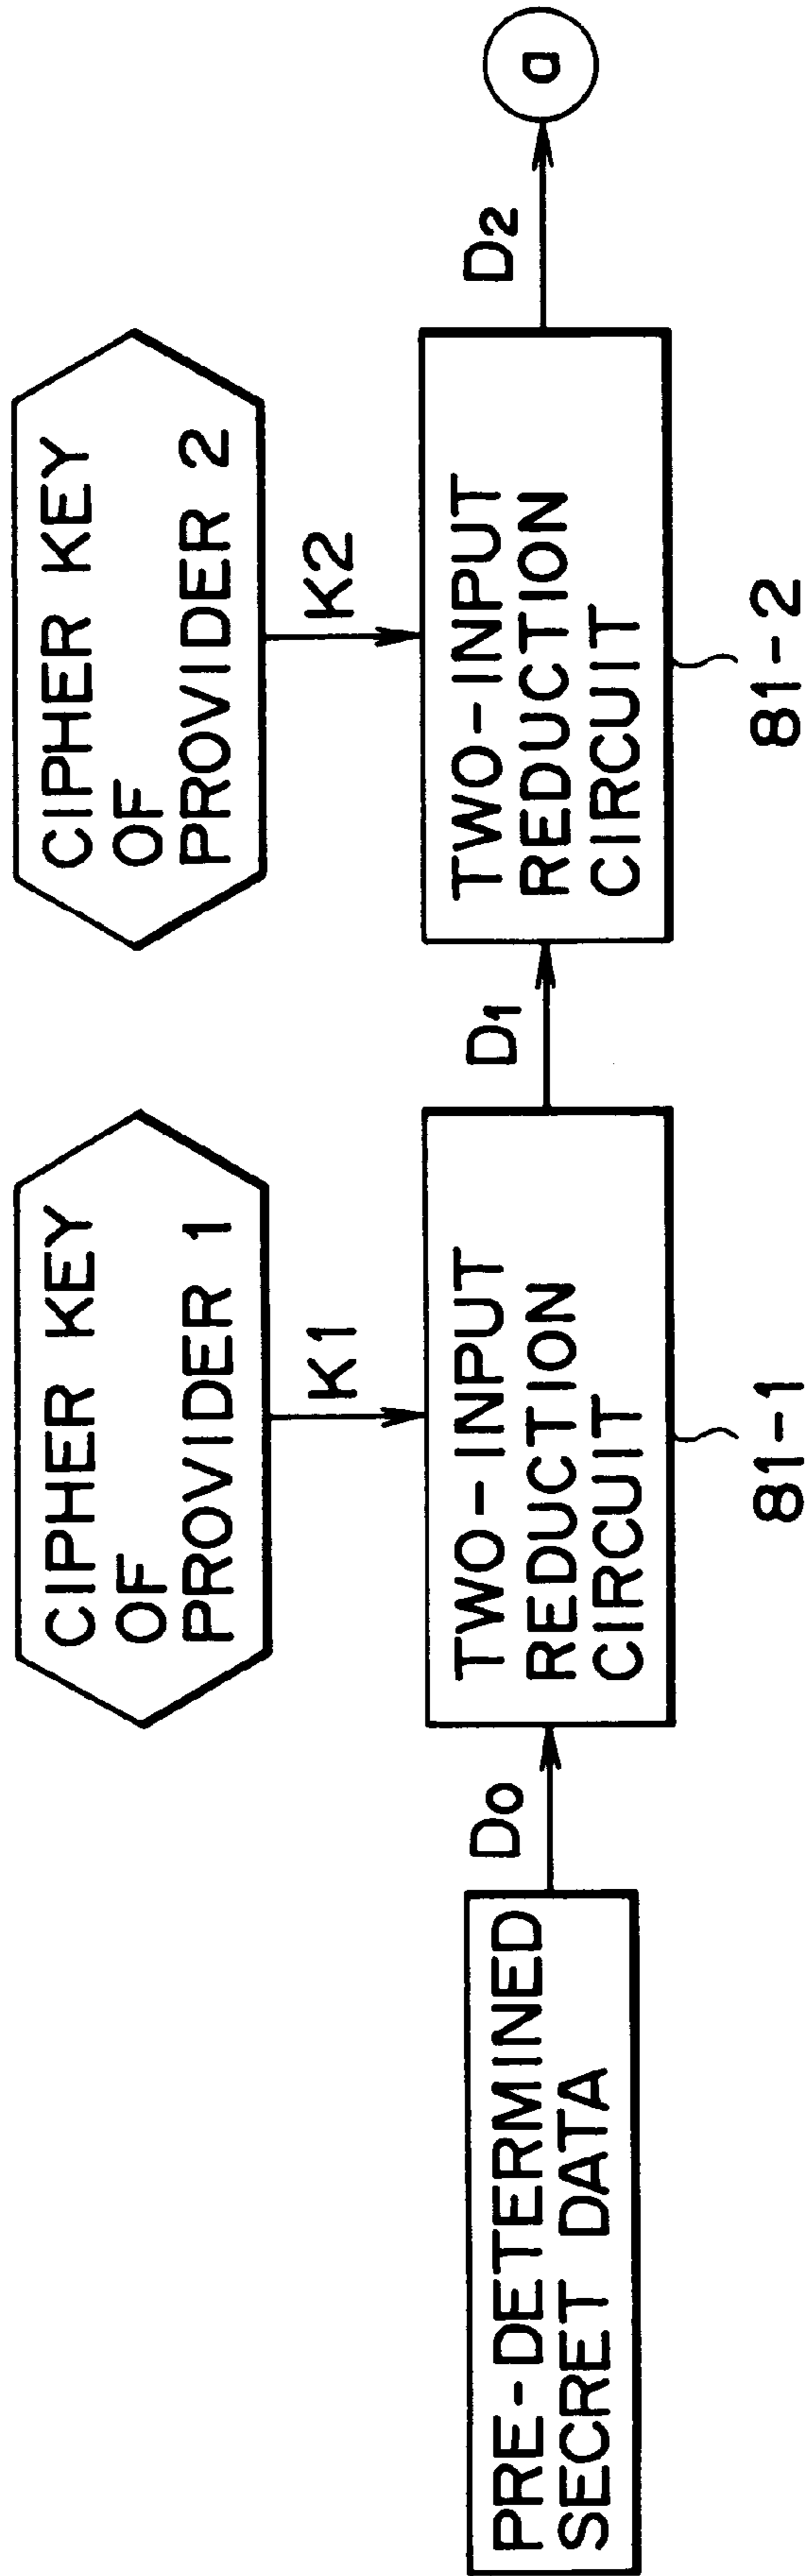 CIPHER KEY
OF
PROVIDER 1
CIPHER KEY
OF
PROVIDER 2
K1
K2
PRE-DETERMINED
SECRET DATA
D0
TWO-INPUT
REDUCTION
CIRCUIT
D1
TWO-INPUT
REDUCTION
CIRCUIT
D2
a
81-1
81-2